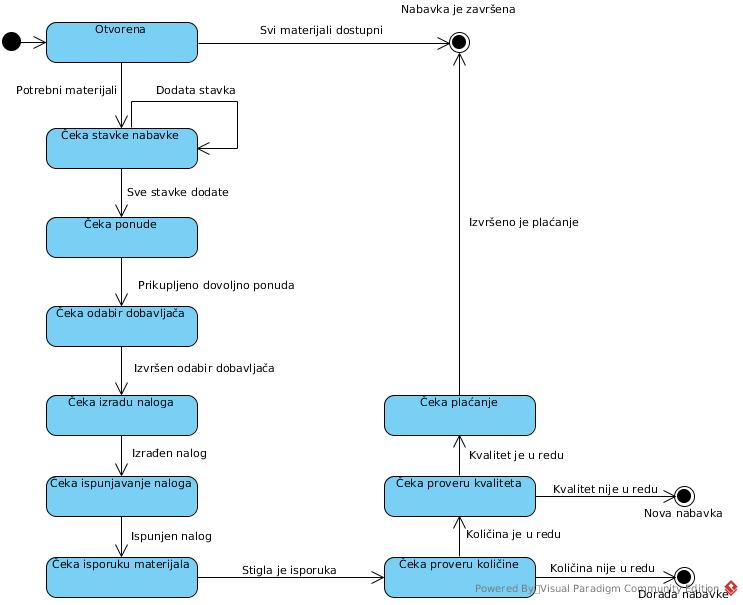 Nabavka je završena
Otvorena
Svi materijali dostupni
Potrebni materijali
Dodata stavka
Čeka stavke nabavke
Sve stavke dodate
Čeka ponude
Izvršeno je plaćanje
Prikupljeno dovoljno ponuda
Čeka odabir dobavljača
Izvršen odabir dobavljača
Čeka izradu naloga
Čeka plaćanje
Izrađen nalog
Kvalitet je u redu
Čeka ispunjavanje naloga
Čeka proveru kvaliteta
Kvalitet nije u redu
Nova nabavka
Ispunjen nalog
Količina je u redu
Čeka isporuku materijala
Stigla je isporuka
Čeka proveru količine
Količina nije u redu
Dorada nabavke
Powered By Visual Paradigm Community Edition